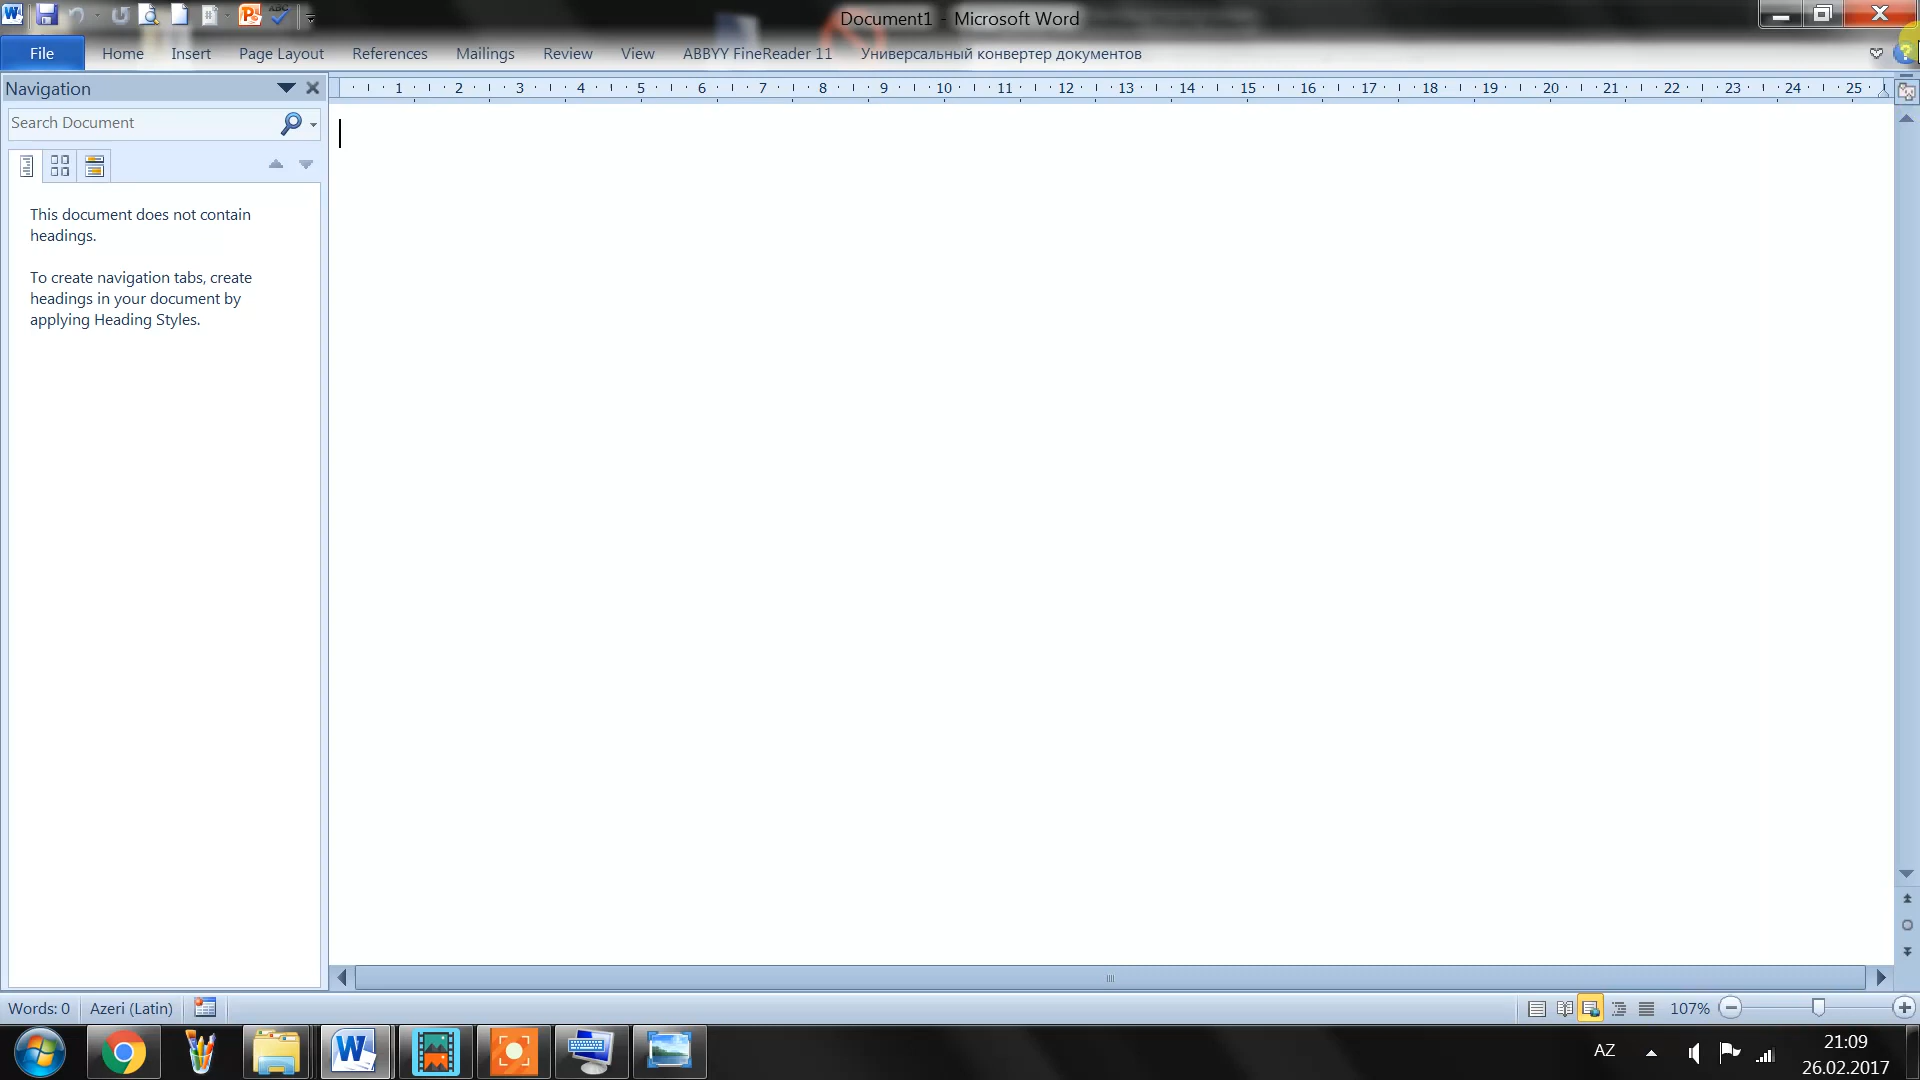 Document1 - Microsoft Word
File Home Insert Page Layout References Mailings Review View ABBYY FineReader 11 Универсальный конвертер документов
Navigation
1 2 3 4 5 6 7 8 9 10 11 12 13 14 15 16 17 18 19 20 21 22 23 24 25
Search Document
This document does not contain
headings.
To create navigation tabs, create
headings in your document by
applying Heading Styles.
Words: 0 Azeri (Latin) 107%
AZ 21:09
26.02.2017